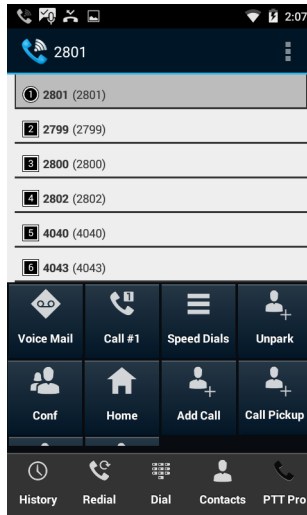 2:07
2801
1 2801 (2801)
2 2799 (2799)
3 2800 (2800)
4 2802 (2802)
5 4040 (4040)
6 4043 (4043)
1
Voice Mail Call #1 Speed Dials Unpark
Conf Home Add Call Call Pickup
History Redial Dial Contacts PTT Pro